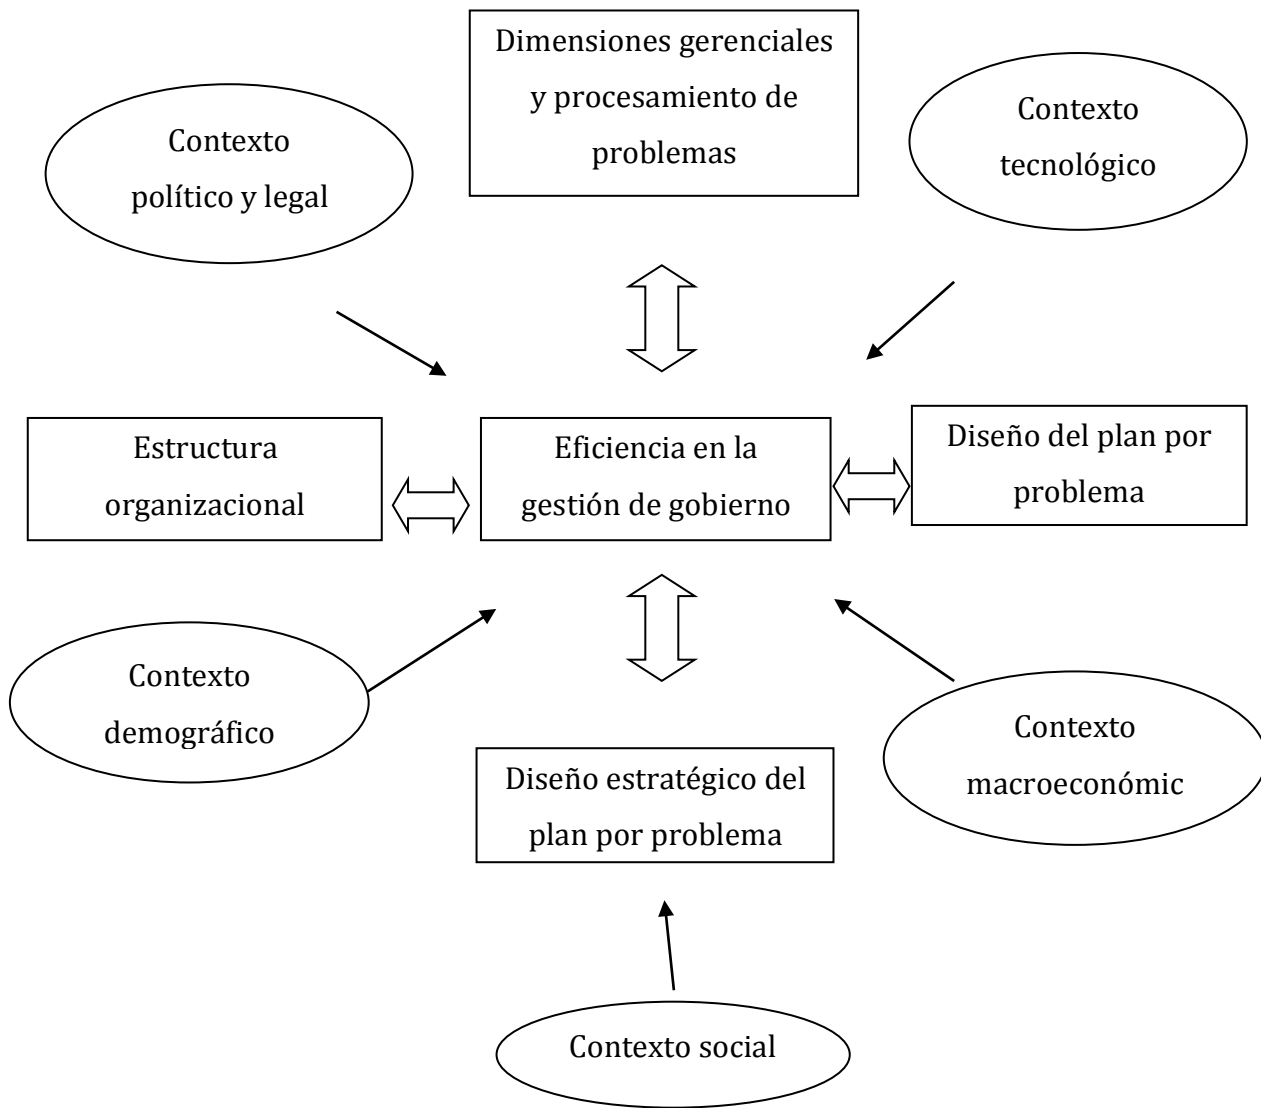 Dimensiones gerenciales
y procesamiento de
problemas
Contexto
político y legal
Contexto
tecnológico
Estructura
organizacional
Eficiencia en la
gestión de gobierno
Diseño del plan por
problema
Contexto
demográfico
Diseño estratégico del
plan por problema
Contexto
macroeconómic
Contexto social